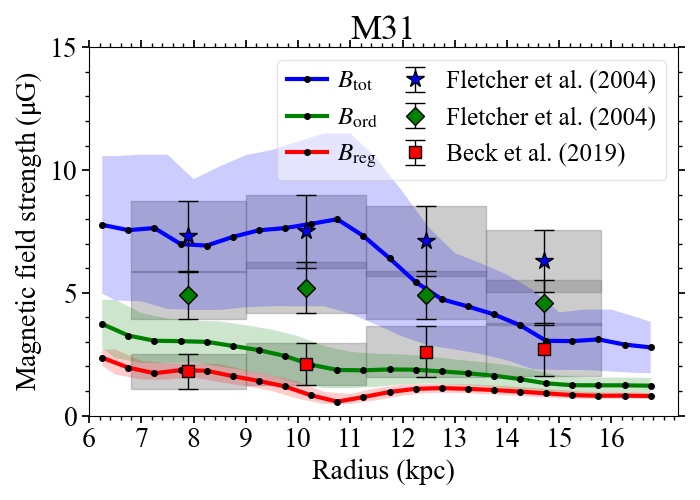 M31
Magnetic field strength (μG)
15
10
5
0
B_tot
B_ord
B_reg
Fletcher et al. (2004)
Fletcher et al. (2004)
Beck et al. (2019)
6 7 8 9 10 11 12 13 14 15 16
Radius (kpc)